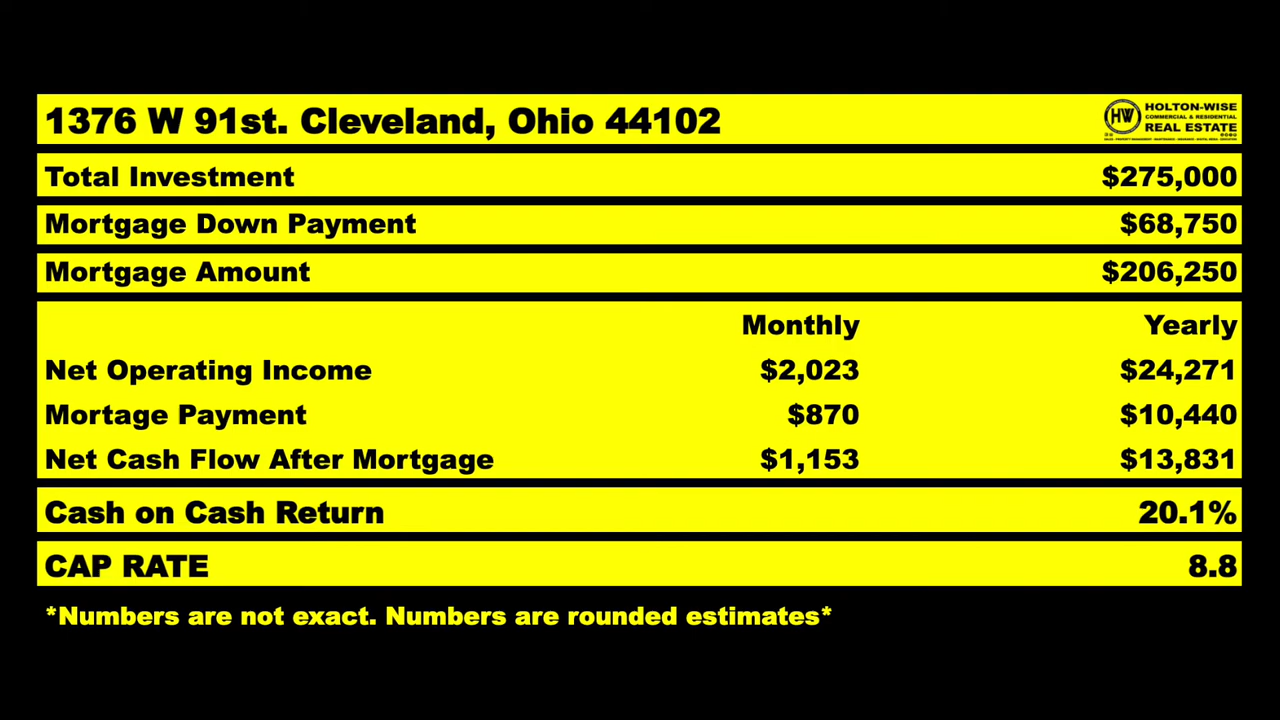 1376 W 91st. Cleveland, Ohio 44102
HW
HOLTON-WISE
COMMERCIAL & RESIDENTIAL
REAL ESTATE
Total Investment $275,000
Mortgage Down Payment $68,750
Mortgage Amount $206,250
Monthly Yearly
Net Operating Income $2,023 $24,271
Mortage Payment $870 $10,440
Net Cash Flow After Mortgage $1,153 $13,831
Cash on Cash Return 20.1%
CAP RATE 8.8
*Numbers are not exact. Numbers are rounded estimates*